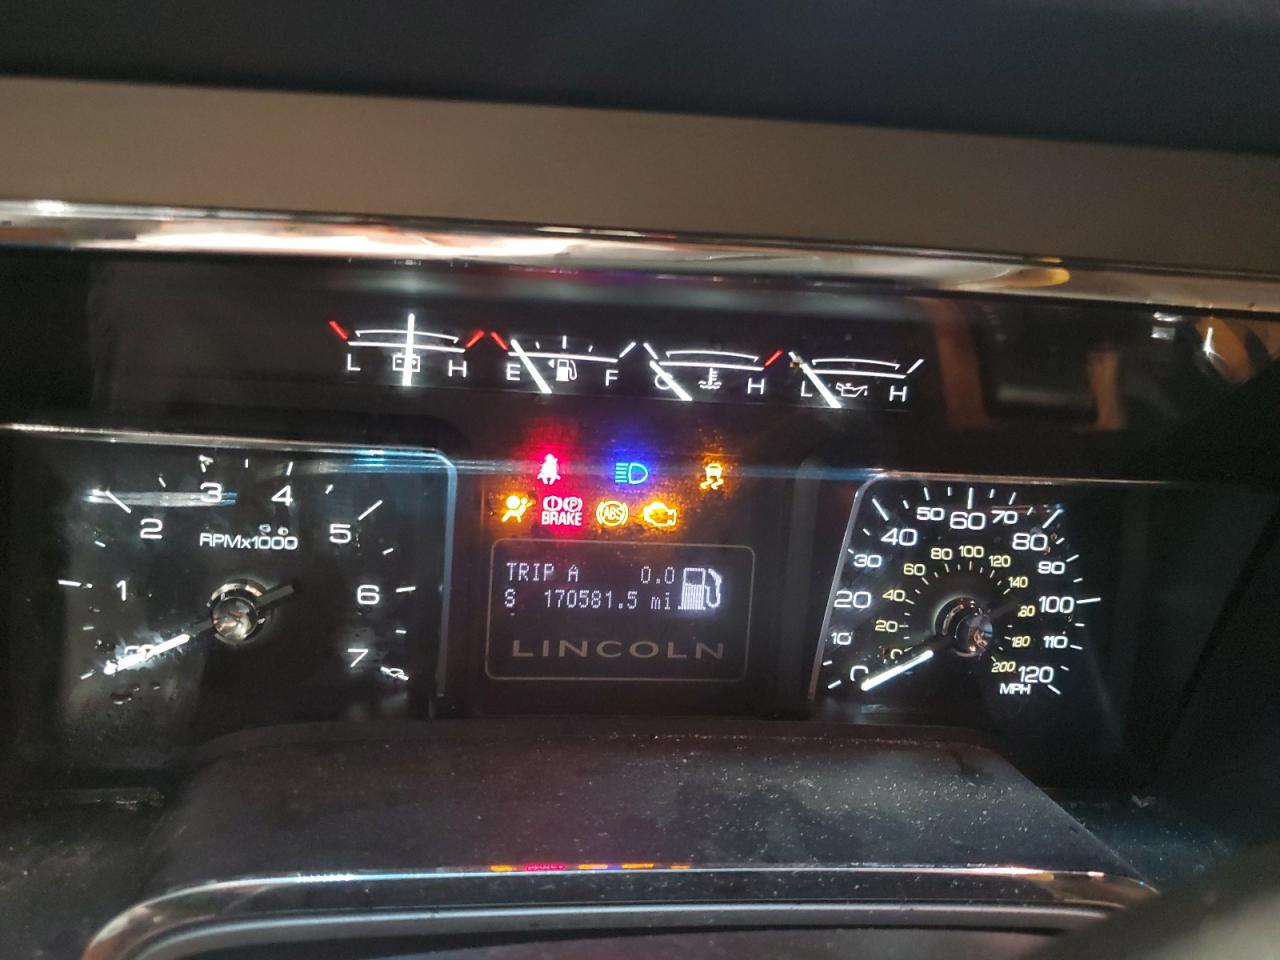 L H E F C H L H
1 2 3 4 5 6 7
RPMx1000
BRAKE
ABS
TRIP A 0.0
S 170581.5 mi
LINCOLN
0 10 20 30 40 50 60 70 80 90 100 110 120
20 40 60 80 100 120 140 180 200
MPH